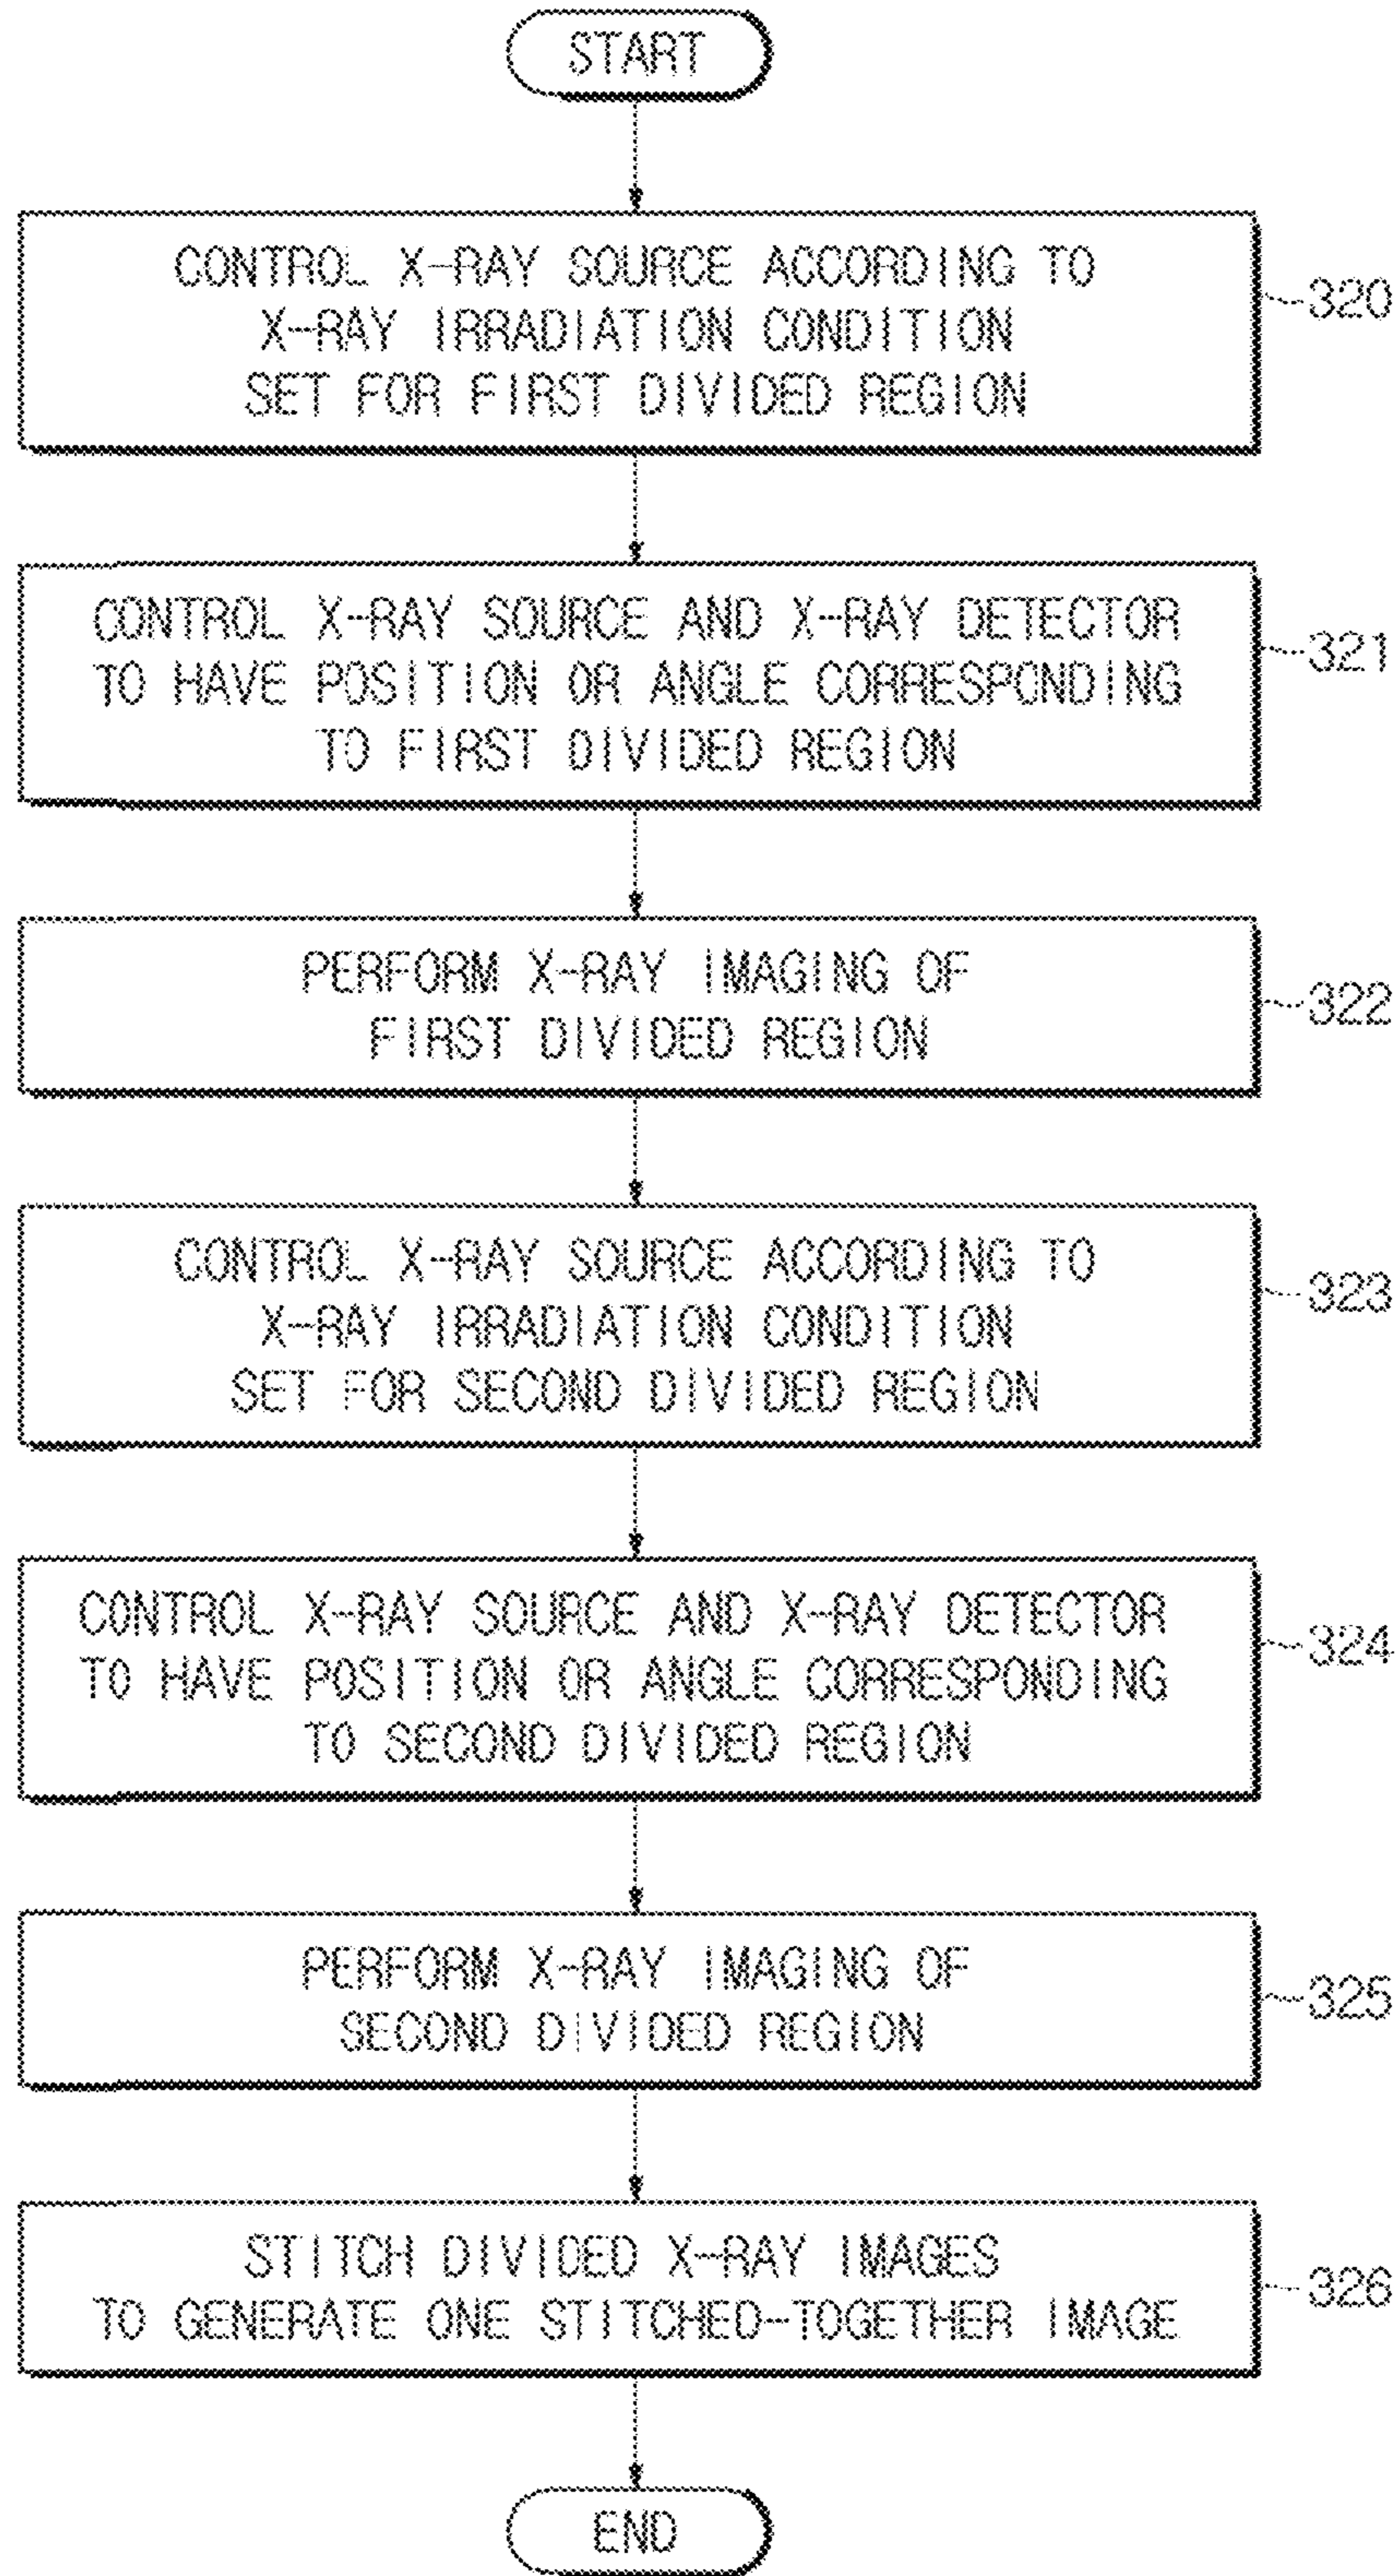 START
CONTROL X-RAY SOURCE ACCORDING TO
X-RAY IRRADIATION CONDITION
SET FOR FIRST DIVIDED REGION
320
CONTROL X-RAY SOURCE AND X-RAY DETECTOR
TO HAVE POSITION OR ANGLE CORRESPONDING
TO FIRST DIVIDED REGION
321
PERFORM X-RAY IMAGING OF
FIRST DIVIDED REGION
322
CONTROL X-RAY SOURCE ACCORDING TO
X-RAY IRRADIATION CONDITION
SET FOR SECOND DIVIDED REGION
323
CONTROL X-RAY SOURCE AND X-RAY DETECTOR
TO HAVE POSITION OR ANGLE CORRESPONDING
TO SECOND DIVIDED REGION
324
PERFORM X-RAY IMAGING OF
SECOND DIVIDED REGION
325
STITCH DIVIDED X-RAY IMAGES
TO GENERATE ONE STITCHED-TOGETHER IMAGE
326
END